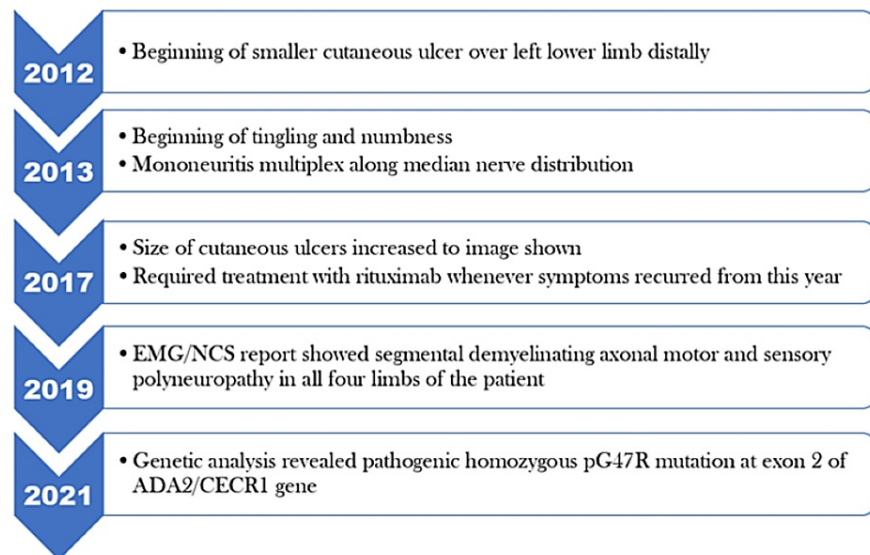 2012
• Beginning of smaller cutaneous ulcer over left lower limb distally
2013
• Beginning of tingling and numbness
• Mononeuritis multiplex along median nerve distribution
2017
• Size of cutaneous ulcers increased to image shown
• Required treatment with rituximab whenever symptoms recurred from this year
2019
• EMG/NCS report showed segmental demyelinating axonal motor and sensory
polyneuropathy in all four limbs of the patient
2021
• Genetic analysis revealed pathogenic homozygous pG47R mutation at exon 2 of
ADA2/CECR1 gene